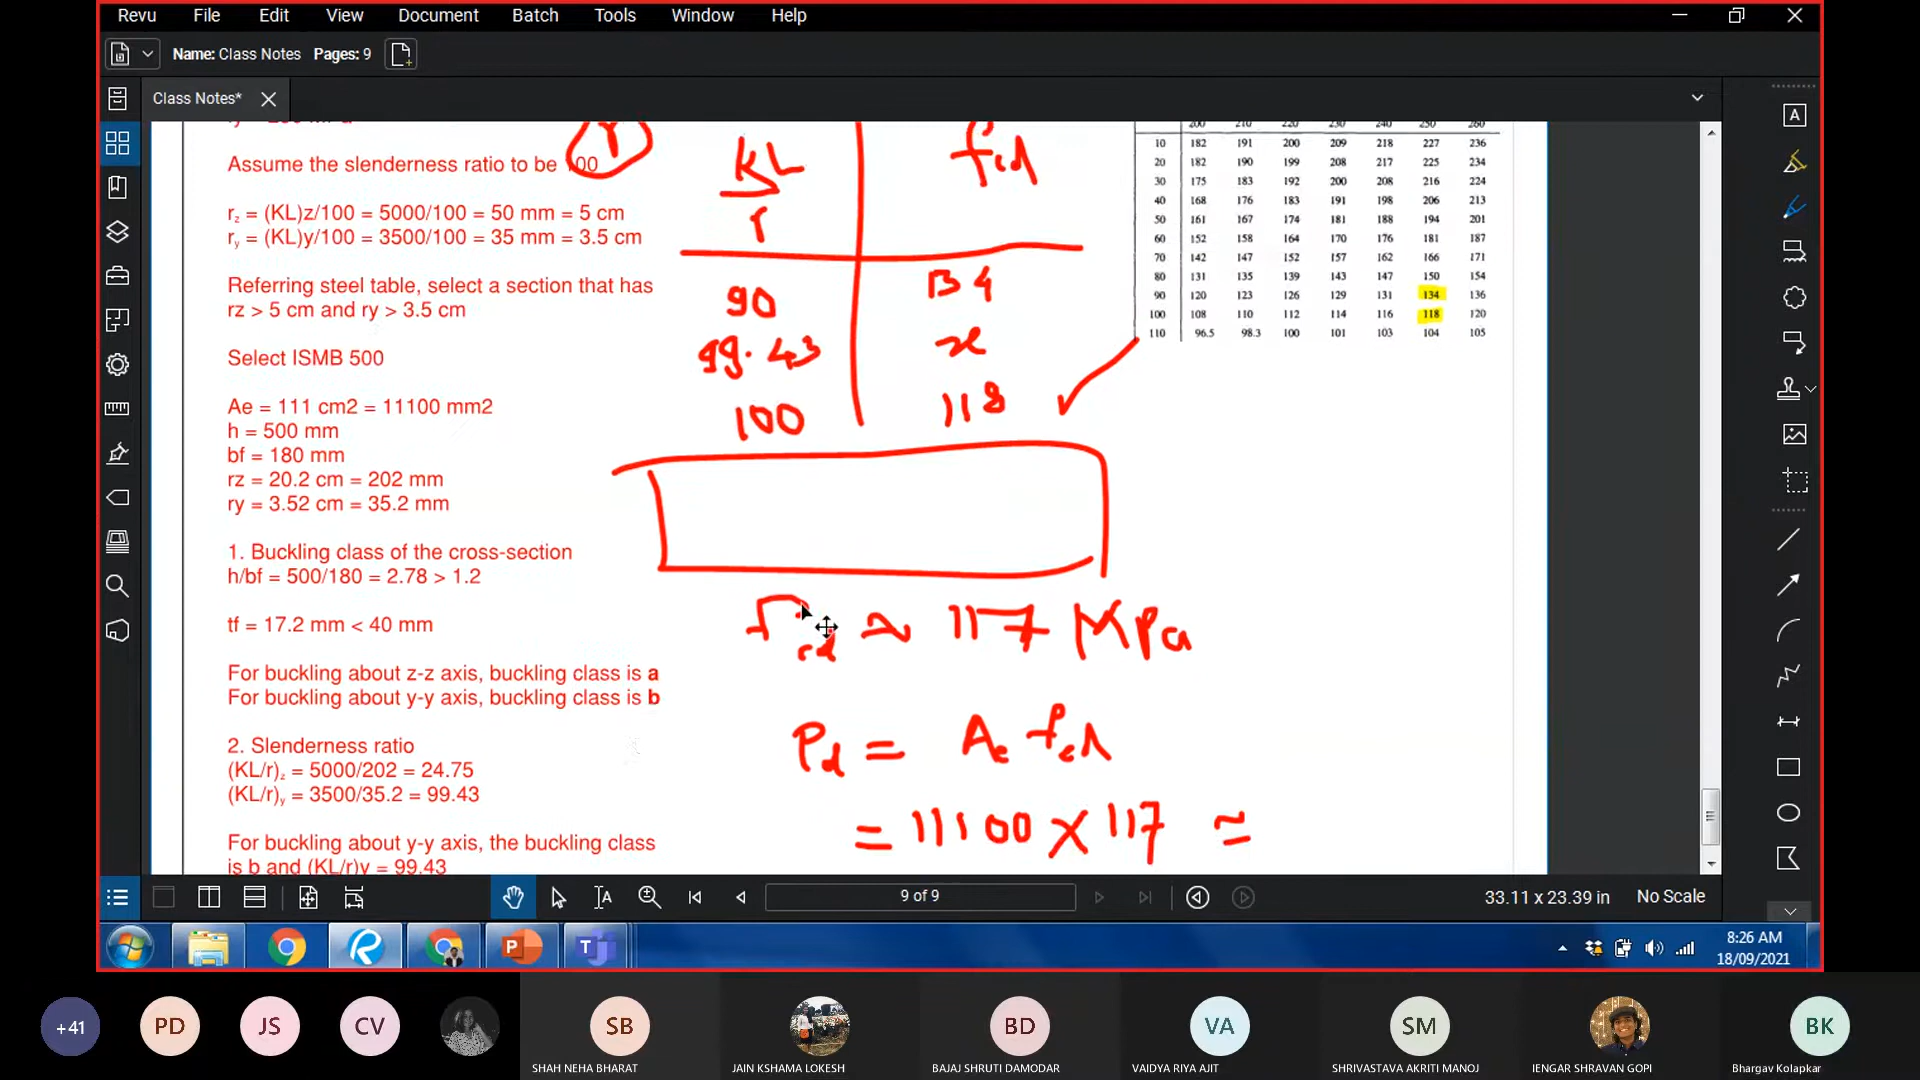 Revu File Edit View Document Batch Tools Window Help
Name: Class Notes Pages: 9
Class Notes*
Assume the slenderness ratio to be 100
rz = (KL)z/100 = 5000/100 = 50 mm = 5 cm
ry = (KL)y/100 = 3500/100 = 35 mm = 3.5 cm
Referring steel table, select a section that has
rz > 5 cm and ry > 3.5 cm
Select ISMB 500
Ae = 111 cm2 = 11100 mm2
h = 500 mm
bf = 180 mm
rz = 20.2 cm = 202 mm
ry = 3.52 cm = 35.2 mm
1. Buckling class of the cross-section
h/bf = 500/180 = 2.78 > 1.2
tf = 17.2 mm < 40 mm
For buckling about z-z axis, buckling class is a
For buckling about y-y axis, buckling class is b
2. Slenderness ratio
(KL/r)z = 5000/202 = 24.75
(KL/r)y = 3500/35.2 = 99.43
For buckling about y-y axis, the buckling class
is b and (KL/r)y = 99.43
KL/r fcd
90 134
99.43 x
100 118
fcd ≈ 117 MPa
Pd = Ae fcd
= 11100 x 117 ≈
200 210 220 230 240 250 260
10 182 191 200 209 218 227 236
20 182 190 199 208 217 225 234
30 175 183 192 200 208 216 224
40 168 176 183 191 198 206 213
50 161 167 174 181 188 194 201
60 152 158 164 170 176 181 187
70 142 147 152 157 162 166 171
80 131 135 139 143 147 150 154
90 120 123 126 129 131 134 136
100 108 110 112 114 116 118 120
110 96.5 98.3 100 101 103 104 105
9 of 9
33.11 x 23.39 in No Scale
8:26 AM
18/09/2021
+41 PD JS CV SB BD VA SM BK
SHAH NEHA BHARAT JAIN KSHAMA LOKESH BAJAJ SHRUTI DAMODAR VAIDYA RIYA AJIT SHRIVASTAVA AKRITI MANOJ IENGAR SHRAVAN GOPI Bhargav Kolapkar